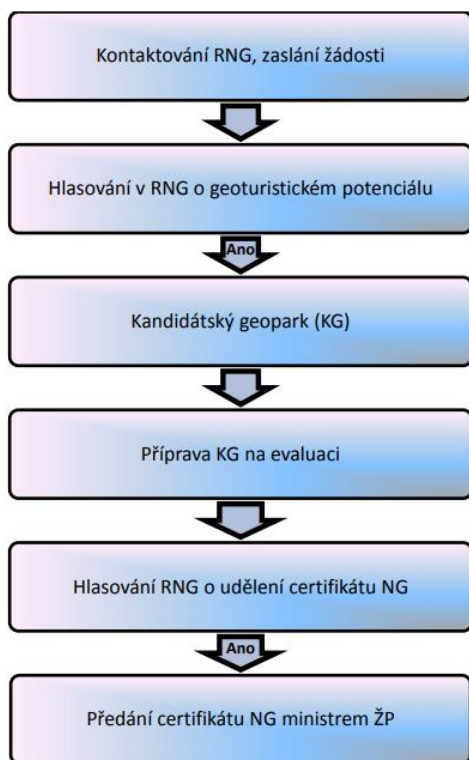 Kontaktování RNG, zaslání žádosti
Hlasování v RNG o geoturistickém potenciálu
Ano
Kandidátský geopark (KG)
Příprava KG na evaluaci
Hlasování RNG o udělení certifikátu NG
Ano
Předání certifikátu NG ministrem ŽP